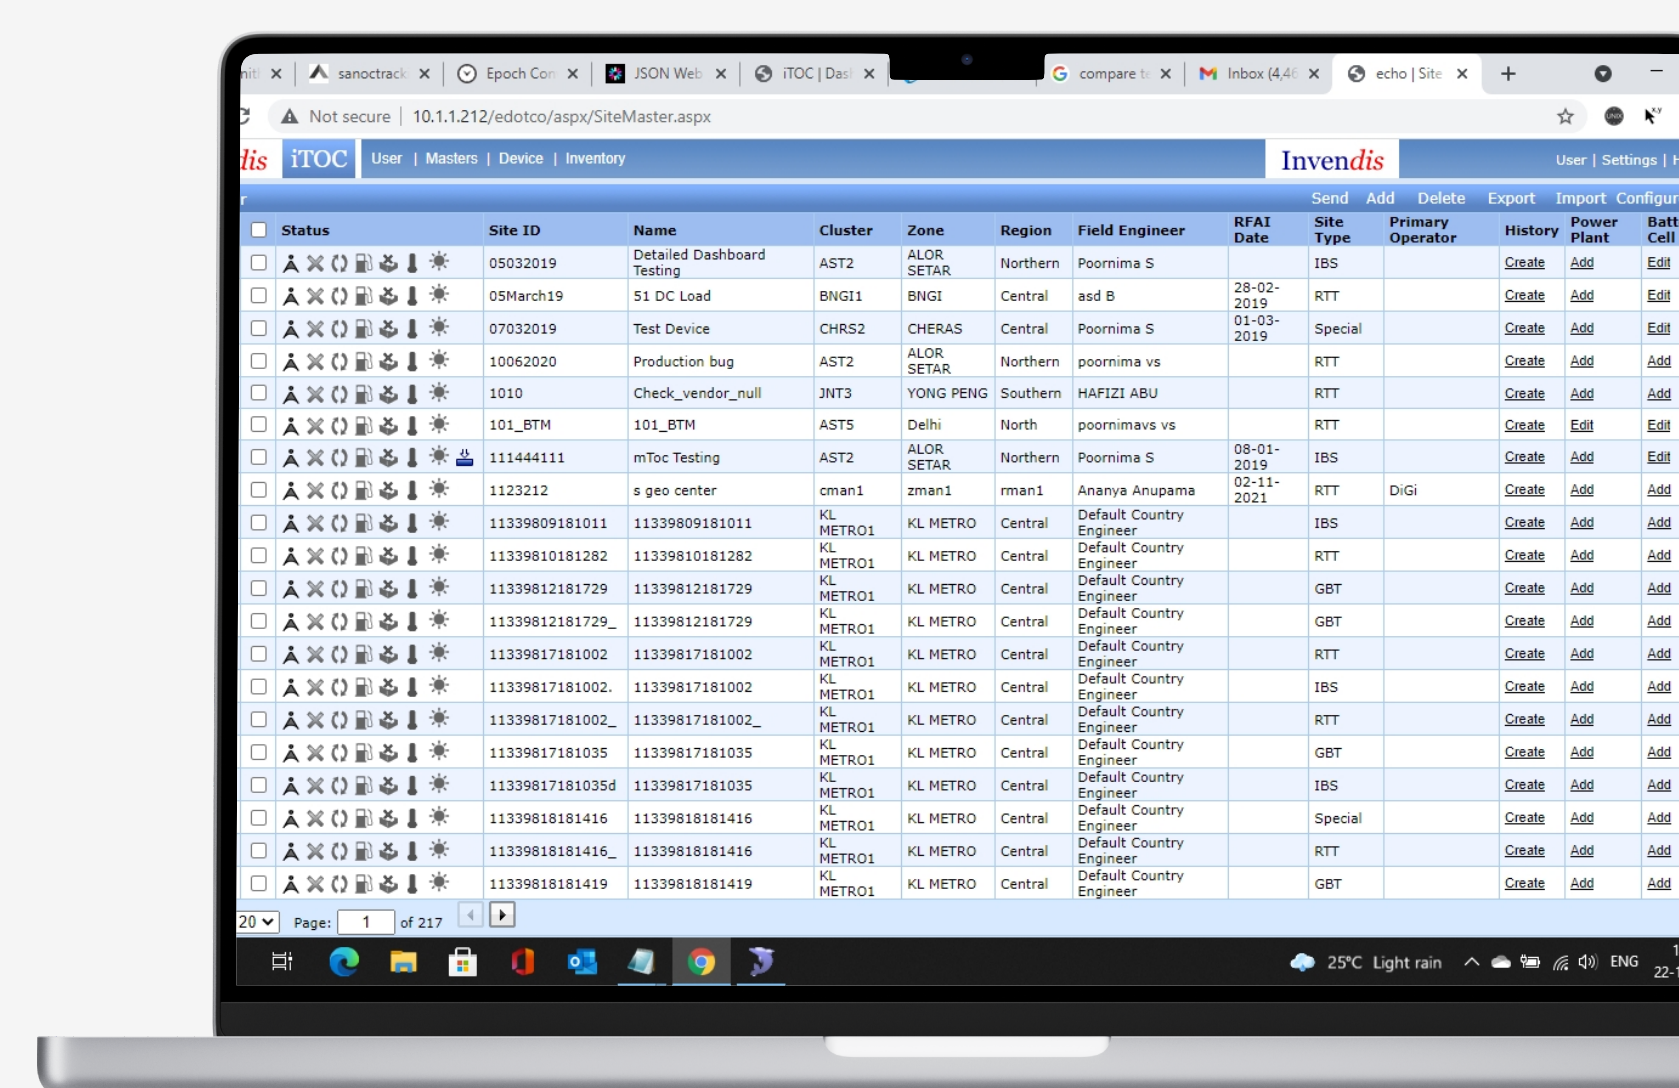 sanoctrack
Epoch Con
JSON Web
iTOC | Das
compare te
Inbox (4,46
echo | Site
Not secure
10.1.1.212/edotco/aspx/SiteMaster.aspx
dis
iTOC
User | Masters | Device | Inventory
Invendis
User | Settings | H
r
Send Add Delete Export Import Configur
Status Site ID Name Cluster Zone Region Field Engineer RFAI Date Site Type Primary Operator History Power Plant Batt Cell
05032019 Detailed Dashboard Testing AST2 ALOR SETAR Northern Poornima S IBS Create Add Edit
05March19 51 DC Load BNGI1 BNGI Central asd B 28-02-2019 RTT Create Add Edit
07032019 Test Device CHRS2 CHERAS Central Poornima S 01-03-2019 Special Create Add Edit
10062020 Production bug AST2 ALOR SETAR Northern poornima vs RTT Create Add Add
1010 Check_vendor_null JNT3 YONG PENG Southern HAFIZI ABU RTT Create Add Add
101_BTM 101_BTM AST5 Delhi North poornimavs vs RTT Create Edit Edit
111444111 mToc Testing AST2 ALOR SETAR Northern Poornima S 08-01-2019 IBS Create Add Edit
1123212 s geo center cman1 zman1 rman1 Ananya Anupama 02-11-2021 RTT DiGi Create Add Add
11339809181011 11339809181011 KL METRO1 KL METRO Central Default Country Engineer IBS Create Add Add
11339810181282 11339810181282 KL METRO1 KL METRO Central Default Country Engineer RTT Create Add Add
11339812181729 11339812181729 KL METRO1 KL METRO Central Default Country Engineer GBT Create Add Add
11339812181729_ 11339812181729 KL METRO1 KL METRO Central Default Country Engineer GBT Create Add Add
11339817181002 11339817181002 KL METRO1 KL METRO Central Default Country Engineer RTT Create Add Add
11339817181002. 11339817181002 KL METRO1 KL METRO Central Default Country Engineer IBS Create Add Add
11339817181002_ 11339817181002_ KL METRO1 KL METRO Central Default Country Engineer RTT Create Add Add
11339817181035 11339817181035 KL METRO1 KL METRO Central Default Country Engineer GBT Create Add Add
11339817181035d 11339817181035 KL METRO1 KL METRO Central Default Country Engineer IBS Create Add Add
11339818181416 11339818181416 KL METRO1 KL METRO Central Default Country Engineer Special Create Add Add
11339818181416_ 11339818181416 KL METRO1 KL METRO Central Default Country Engineer RTT Create Add Add
11339818181419 11339818181419 KL METRO1 KL METRO Central Default Country Engineer GBT Create Add Add
20 Page: 1 of 217
25°C Light rain ENG
22-1